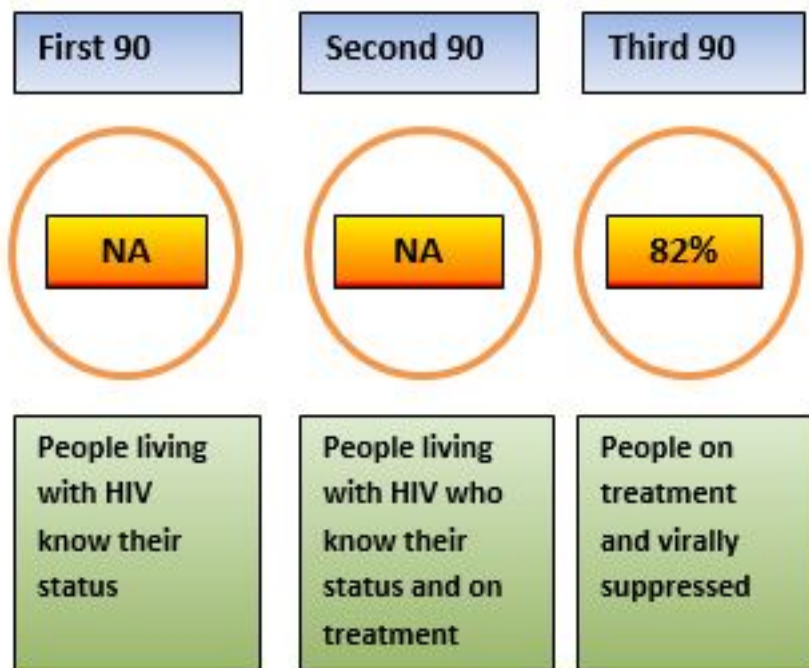 First 90
Second 90
Third 90
NA
NA
82%
People living
with HIV
know their
status
People living
with HIV who
know their
status and on
treatment
People on
treatment
and virally
suppressed